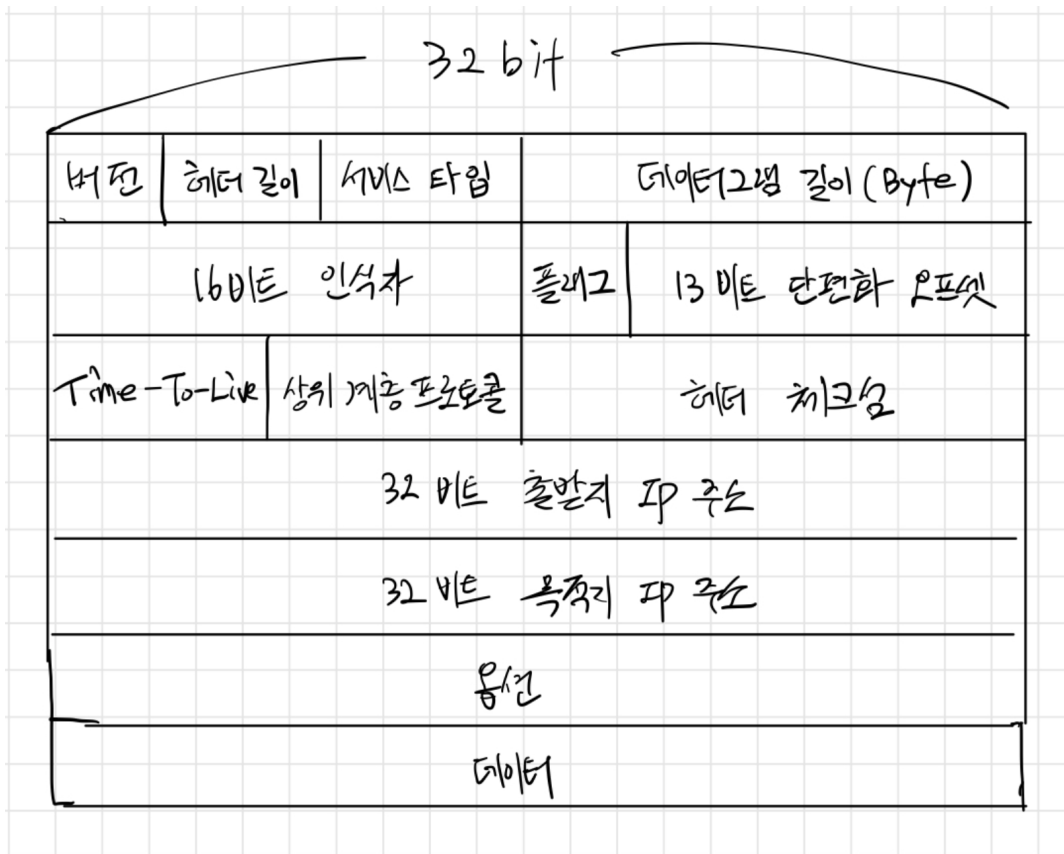 32 bit
버전 헤더 길이 서비스 타입 데이터그램 길이 (Byte)
16비트 인식자 플래그 13 비트 단편화 오프셋
Time-To-Live 상위 계층 프로토콜 헤더 체크섬
32 비트 출발지 IP 주소
32 비트 목적지 IP 주소
옵션
데이터